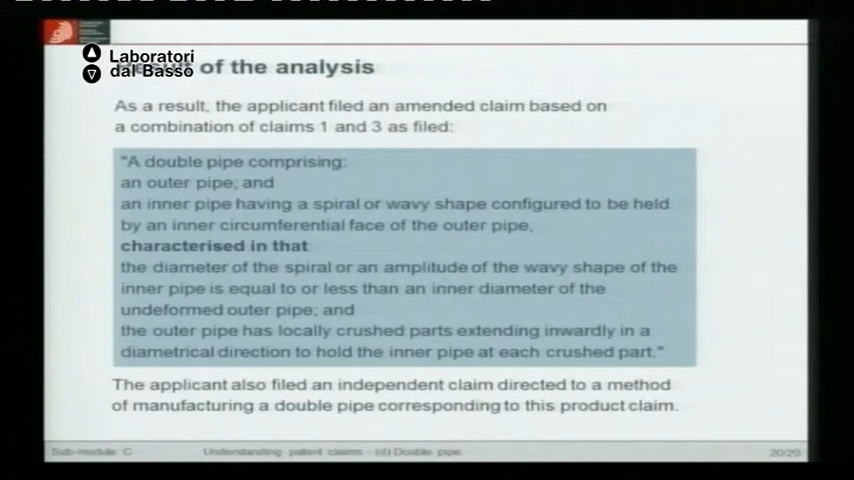 Laboratori
dal Basso
of the analysis
As a result, the applicant filed an amended claim based on
a combination of claims 1 and 3 as filed:
"A double pipe comprising:
an outer pipe; and
an inner pipe having a spiral or wavy shape configured to be held
by an inner circumferential face of the outer pipe,
characterised in that
the diameter of the spiral or an amplitude of the wavy shape of the
inner pipe is equal to or less than an inner diameter of the
undeformed outer pipe; and
the outer pipe has locally crushed parts extending inwardly in a
diametrical direction to hold the inner pipe at each crushed part."
The applicant also filed an independent claim directed to a method
of manufacturing a double pipe corresponding to this product claim.
Sub-module C
Understanding patent claims - (d) Double pipe
20/20